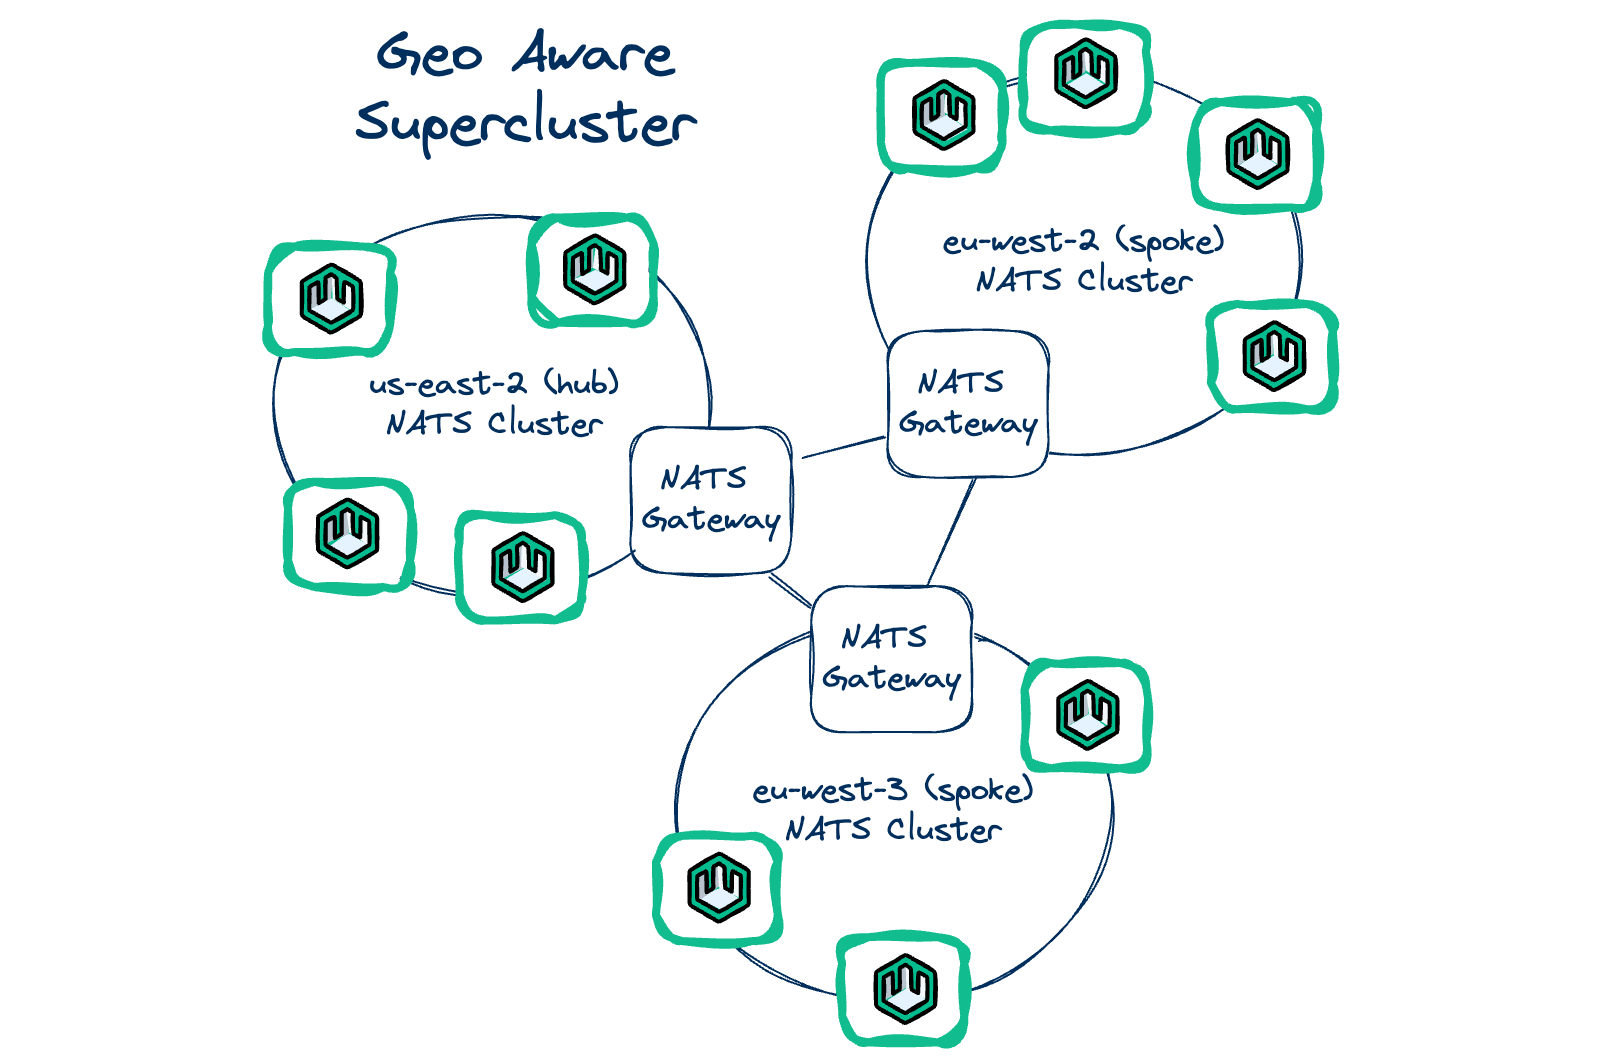 Geo Aware
Supercluster
eu-west-2 (spoke)
NATS Cluster
NATS
Gateway
us-east-2 (hub)
NATS Cluster
NATS
Gateway
NATS
Gateway
eu-west-3 (spoke)
NATS Cluster